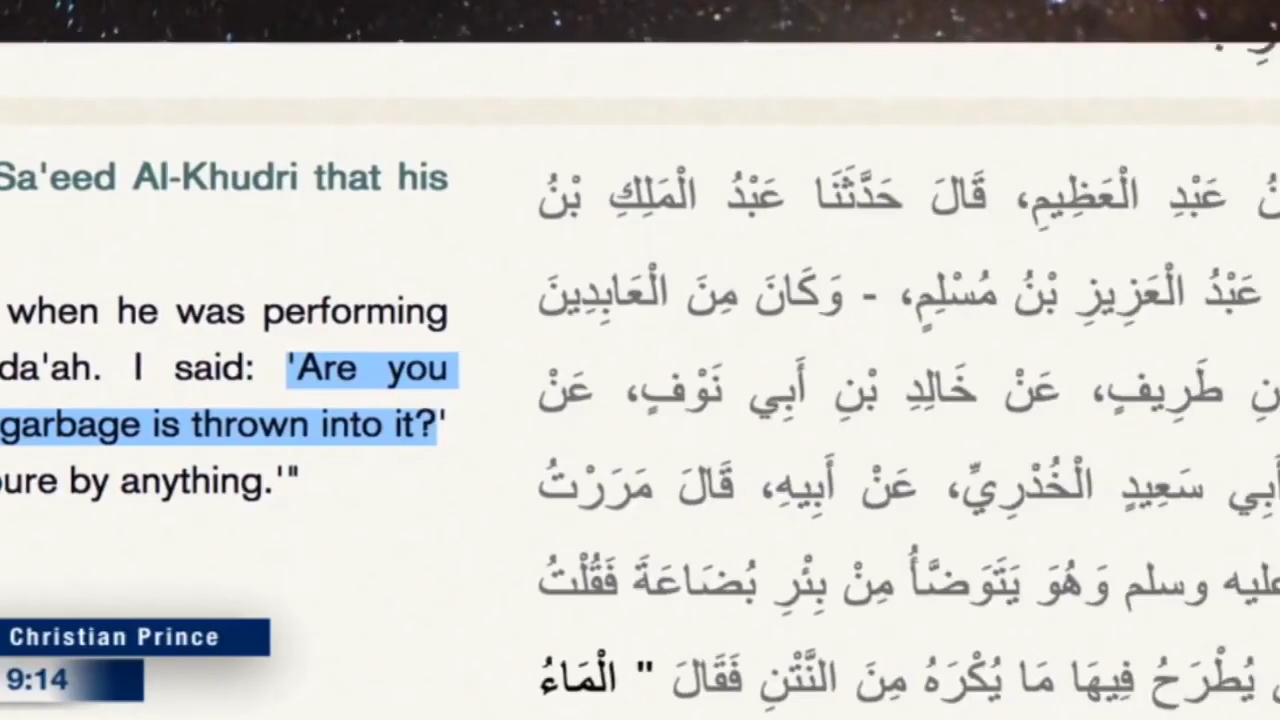 Sa'eed Al-Khudri that his
when he was performing
da'ah. I said: 'Are you
garbage is thrown into it?'
pure by anything.'"
عَبْدِ الْعَظِيمِ، قَالَ حَدَّثَنَا عَبْدُ الْمَلِكِ بْنُ
عَبْدُ الْعَزِيزِ بْنُ مُسْلِمٍ، - وَكَانَ مِنَ الْعَابِدِينَ
طَرِيفٍ، عَنْ خَالِدِ بْنِ أَبِي نَوْفٍ، عَنْ
أَبِي سَعِيدٍ الْخُدْرِيِّ، عَنْ أَبِيهِ، قَالَ مَرَرْتُ
عليه وسلم وَهُوَ يَتَوَضَّأُ مِنْ بِئْرِ بُضَاعَةَ فَقُلْتُ
يُطْرَحُ فِيهَا مَا يُكْرَهُ مِنَ النَّتْنِ فَقَالَ " الْمَاءُ
Christian Prince
9:14